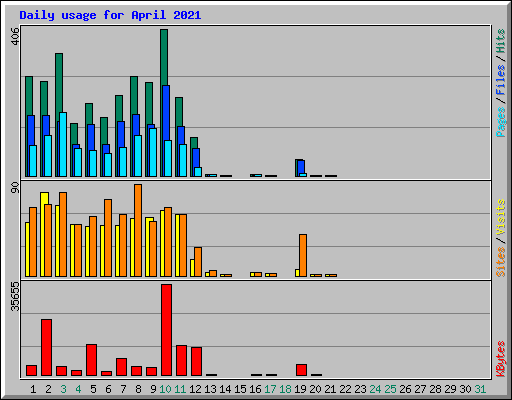 Daily usage for April 2021
406
90
35655
Pages / Files / Hits
Sites / Visits
KBytes
1 2 3 4 5 6 7 8 9 10 11 12 13 14 15 16 17 18 19 20 21 22 23 24 25 26 27 28 29 30 31